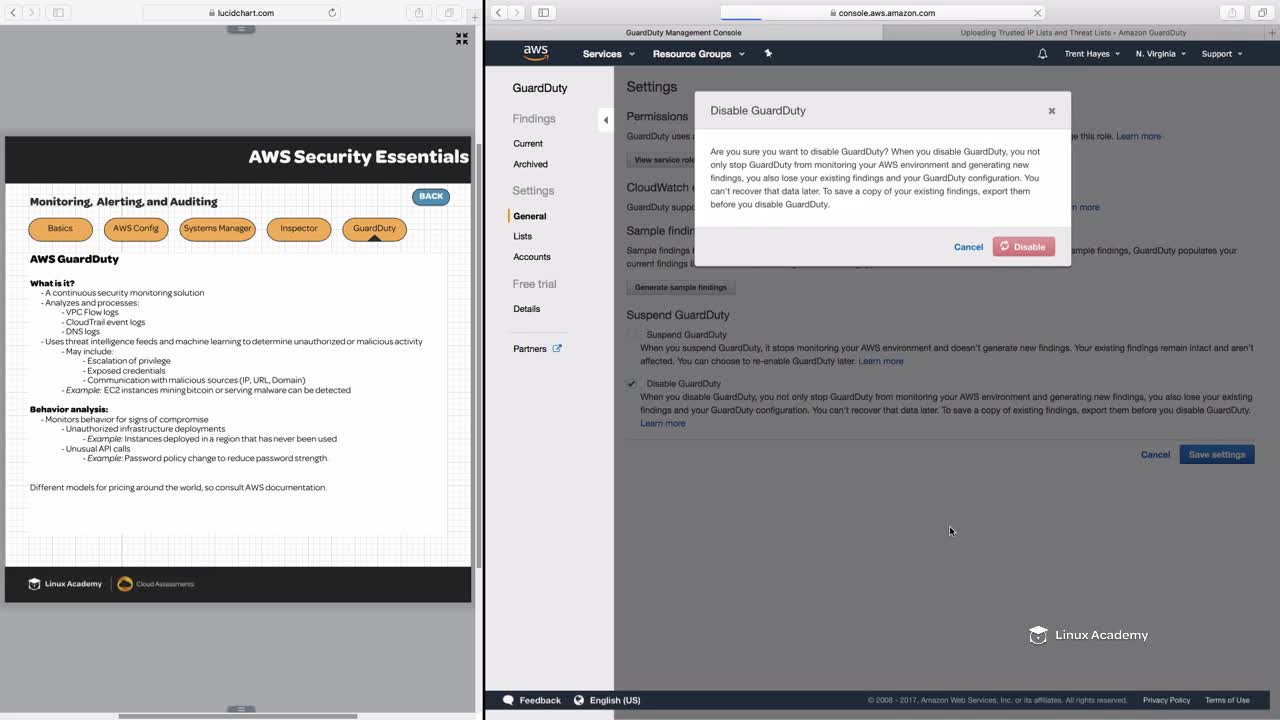 lucidchart.com
AWS Security Essentials
Monitoring, Alerting, and Auditing
BACK
Basics
AWS Config
Systems Manager
Inspector
GuardDuty
AWS GuardDuty
What is it?
- A continuous security monitoring solution
- Analyzes and processes:
- VPC Flow logs
- CloudTrail event logs
- DNS logs
- Uses threat intelligence feeds and machine learning to determine unauthorized or malicious activity
- May include:
- Escalation of privilege
- Exposed credentials
- Communication with malicious sources (IP, URL, Domain)
- Example: EC2 instances mining bitcoin or serving malware can be detected
Behavior analysis:
- Monitors behavior for signs of compromise
- Unauthorized infrastructure deployments
- Example: Instances deployed in a region that has never been used
- Unusual API calls
- Example: Password policy change to reduce password strength.
Different models for pricing around the world, so consult AWS documentation.
Linux Academy
Cloud Assessments
console.aws.amazon.com
GuardDuty Management Console
Uploading Trusted IP Lists and Threat Lists - Amazon GuardDuty
aws
Services
Resource Groups
Trent Hayes
N. Virginia
Support
GuardDuty
Findings
Current
Archived
Settings
General
Lists
Accounts
Free trial
Details
Partners
Settings
Permissions
GuardDuty uses a
ge this role. Learn more
View service role
CloudWatch e
GuardDuty suppo
rn more
Sample findin
Sample findings h
s, GuardDuty populates your
current findings l
Generate sample findings
Disable GuardDuty
Are you sure you want to disable GuardDuty? When you disable GuardDuty, you not
only stop GuardDuty from monitoring your AWS environment and generating new
findings, you also lose your existing findings and your GuardDuty configuration. You
can't recover that data later. To save a copy of your existing findings, export them
before you disable GuardDuty.
Cancel
Disable
Suspend GuardDuty
Suspend GuardDuty
When you suspend GuardDuty, it stops monitoring your AWS environment and doesn't generate new findings. Your existing findings remain intact and aren't
affected. You can choose to re-enable GuardDuty later. Learn more
Disable GuardDuty
When you disable GuardDuty, you not only stop GuardDuty from monitoring your AWS environment and generating new findings, you also lose your existing
findings and your GuardDuty configuration. You can't recover that data later. To save a copy of existing findings, export them before you disable GuardDuty.
Learn more
Cancel
Save settings
Linux Academy
Feedback
English (US)
© 2008 - 2017, Amazon Web Services, Inc. or its affiliates. All rights reserved.
Privacy Policy
Terms of Use